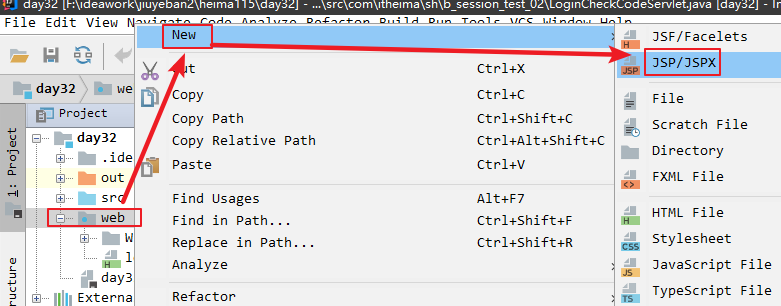 day32 [F:\ideawork\jiuyeban2\heima115\day32] - ...\src\com\itheima\sh\b_session_test_02\LoginCheckCodeServlet.java [day32] - In
File Edit View Navigate Code Analyze Refactor Build Run Tools VCS Window Help
day32
we
Project
1: Project
day32
.ide
out
src
web
W
lo
day3
Externa
ructure
New
Cut Ctrl+X
Copy Ctrl+C
Copy Path Ctrl+Shift+C
Copy Relative Path Ctrl+Alt+Shift+C
Paste Ctrl+V
Find Usages Alt+F7
Find in Path... Ctrl+Shift+F
Replace in Path... Ctrl+Shift+R
Analyze
Refactor
JSF/Facelets
JSP/JSPX
File
Scratch File
Directory
FXML File
HTML File
Stylesheet
JavaScript File
TypeScript File